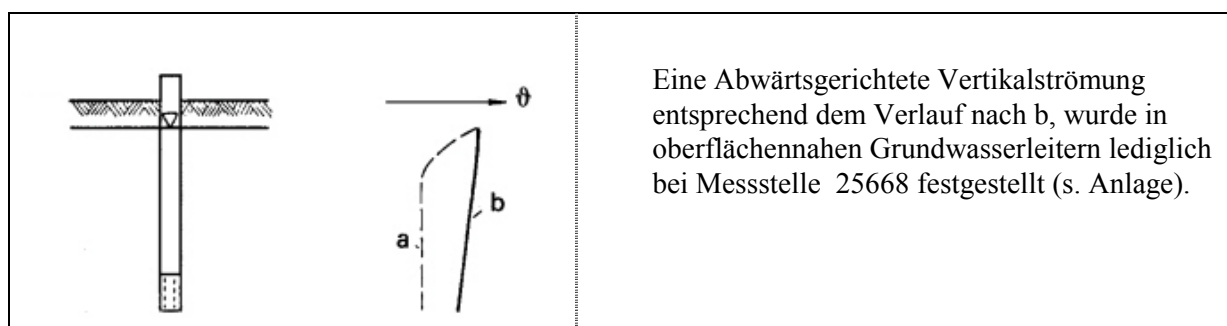 ϑ
a
b
Eine Abwärtsgerichtete Vertikalströmung
entsprechend dem Verlauf nach b, wurde in
oberflächennahen Grundwasserleitern lediglich
bei Messstelle 25668 festgestellt (s. Anlage).